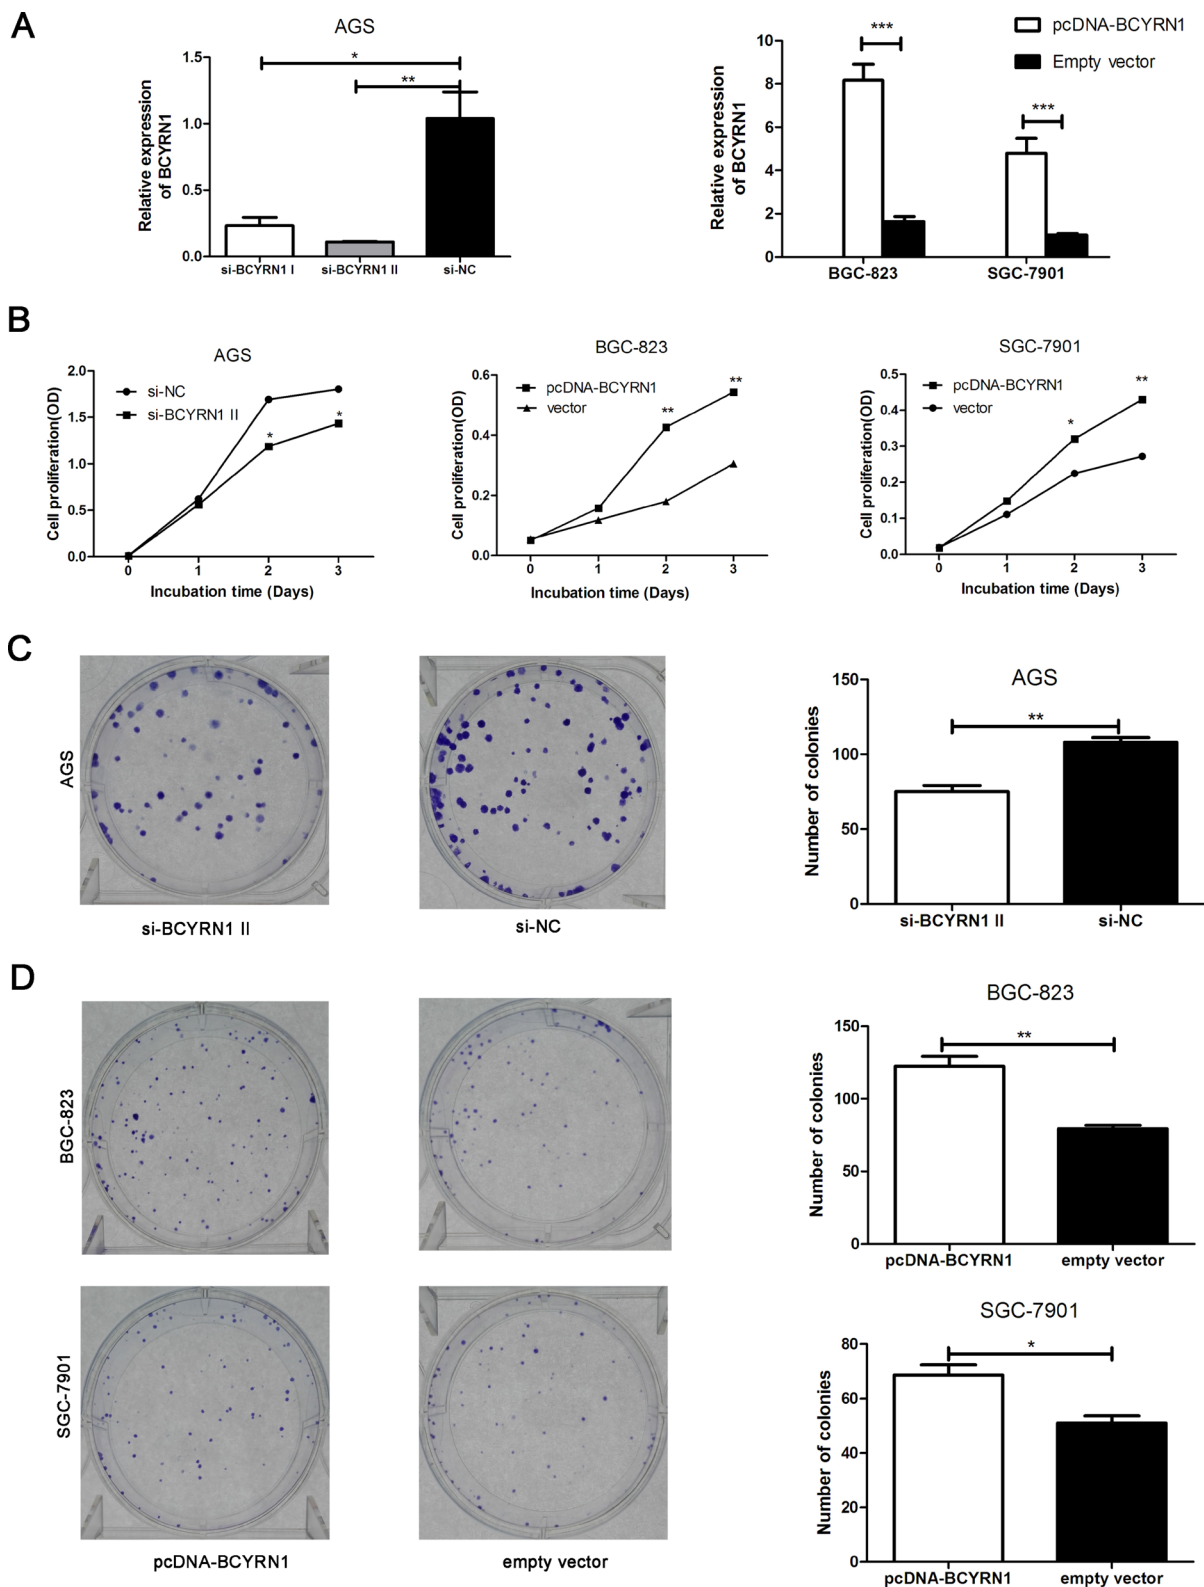 A
AGS
Relative expression
of BCYRN1
1.5
1.0
0.5
0.0
*
**
si-BCYRN1 I
si-BCYRN1 II
si-NC
pcDNA-BCYRN1
Empty vector
Relative expression
of BCYRN1
10
8
6
4
2
0
***
***
BGC-823
SGC-7901
B
AGS
Cell proliferation(OD)
2.0
1.5
1.0
0.5
0.0
si-NC
si-BCYRN1 II
*
*
0 1 2 3
Incubation time (Days)
BGC-823
Cell proliferation(OD)
0.6
0.4
0.2
0.0
pcDNA-BCYRN1
vector
**
**
0 1 2 3
Incubation time (Days)
SGC-7901
Cell proliferation(OD)
0.5
0.4
0.3
0.2
0.1
0.0
pcDNA-BCYRN1
vector
*
**
0 1 2 3
Incubation time (Days)
C
AGS
si-BCYRN1 II
si-NC
AGS
Number of colonies
150
100
50
0
**
si-BCYRN1 II
si-NC
D
BGC-823
SGC-7901
pcDNA-BCYRN1
empty vector
BGC-823
Number of colonies
150
100
50
0
**
pcDNA-BCYRN1
empty vector
SGC-7901
Number of colonies
80
60
40
20
0
*
pcDNA-BCYRN1
empty vector